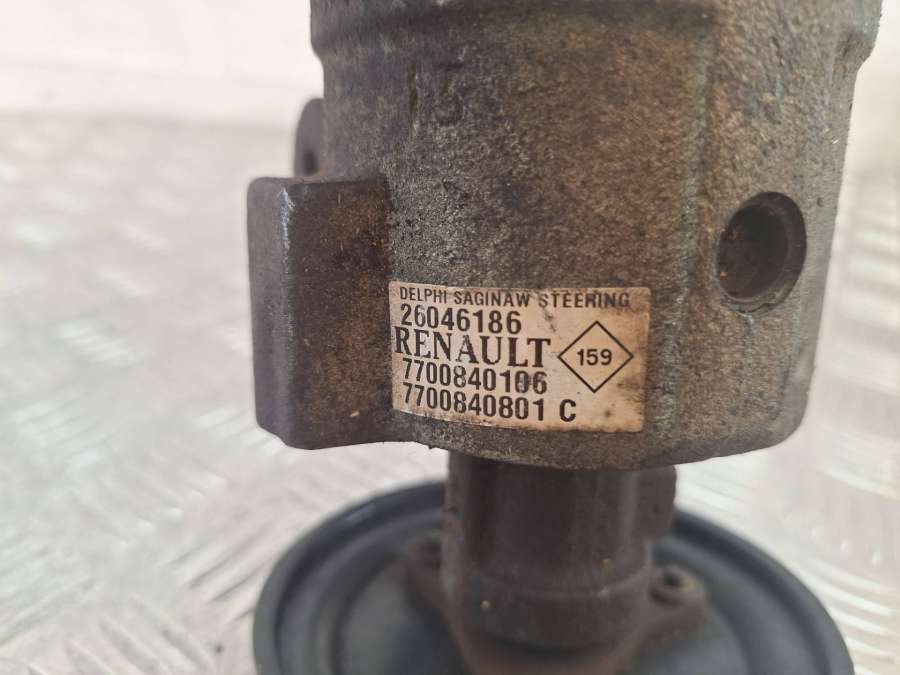 DELPHI SAGINAW STEERING
26046186
RENAULT
159
7700840106
7700840801 C